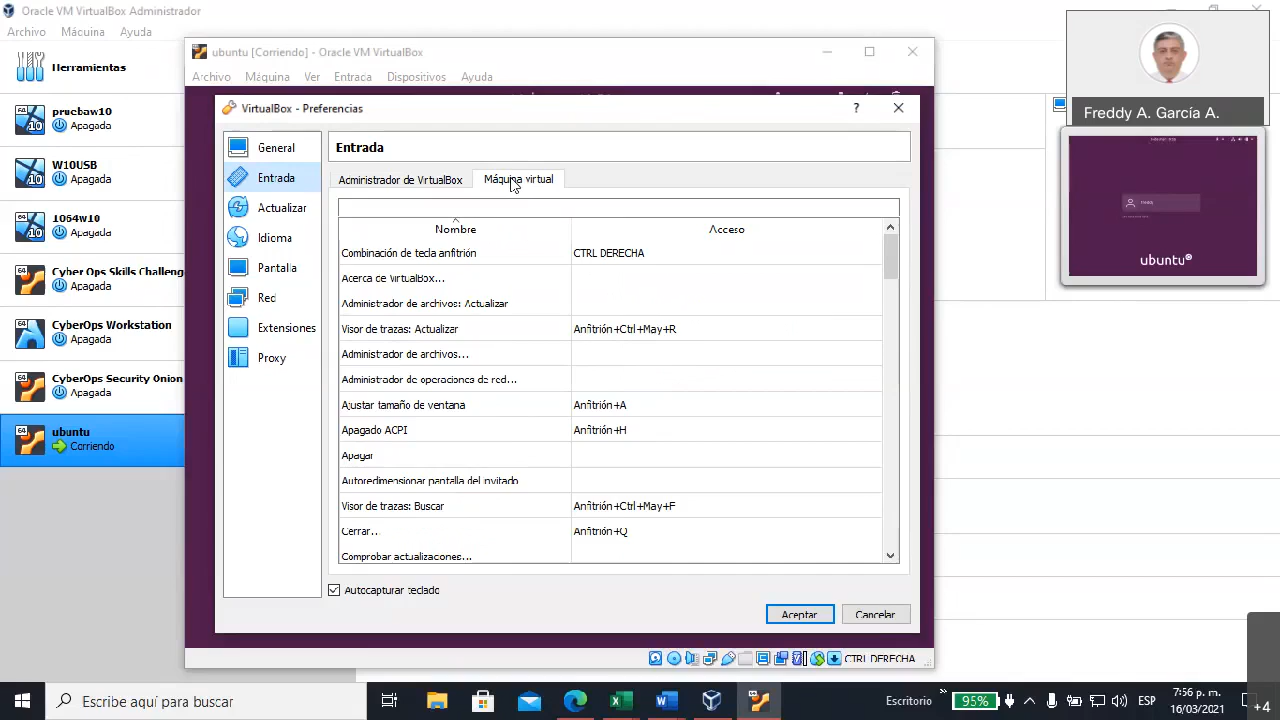 Oracle VM VirtualBox Administrador
Archivo Máquina Ayuda
Herramientas
pruebaw10
Apagada
W10USB
Apagada
1064w10
Apagada
Cyber Ops Skills Challeng
Apagada
CyberOps Workstation
Apagada
CyberOps Security Onion
Apagada
ubuntu
Corriendo
ubuntu [Corriendo] - Oracle VM VirtualBox
Archivo Máquina Ver Entrada Dispositivos Ayuda
VirtualBox - Preferencias
General
Entrada
Actualizar
Idioma
Pantalla
Red
Extensiones
Proxy
Entrada
Administrador de VirtualBox Máquina virtual
Nombre Acceso
Combinación de tecla anfitrión CTRL DERECHA
Acerca de VirtualBox...
Administrador de archivos: Actualizar
Visor de trazas: Actualizar Anfitrión+Ctrl+May+R
Administrador de archivos...
Administrador de operaciones de red...
Ajustar tamaño de ventana Anfitrión+A
Apagado ACPI Anfitrión+H
Apagar
Autoredimensionar pantalla del invitado
Visor de trazas: Buscar Anfitrión+Ctrl+May+F
Cerrar... Anfitrión+Q
Comprobar actualizaciones...
Autocapturar teclado
Aceptar Cancelar
CTRL DERECHA
Freddy A. García A.
ubuntu
Escribe aquí para buscar
Escritorio
95%
ESP
7:56 p. m.
16/03/2021
+4